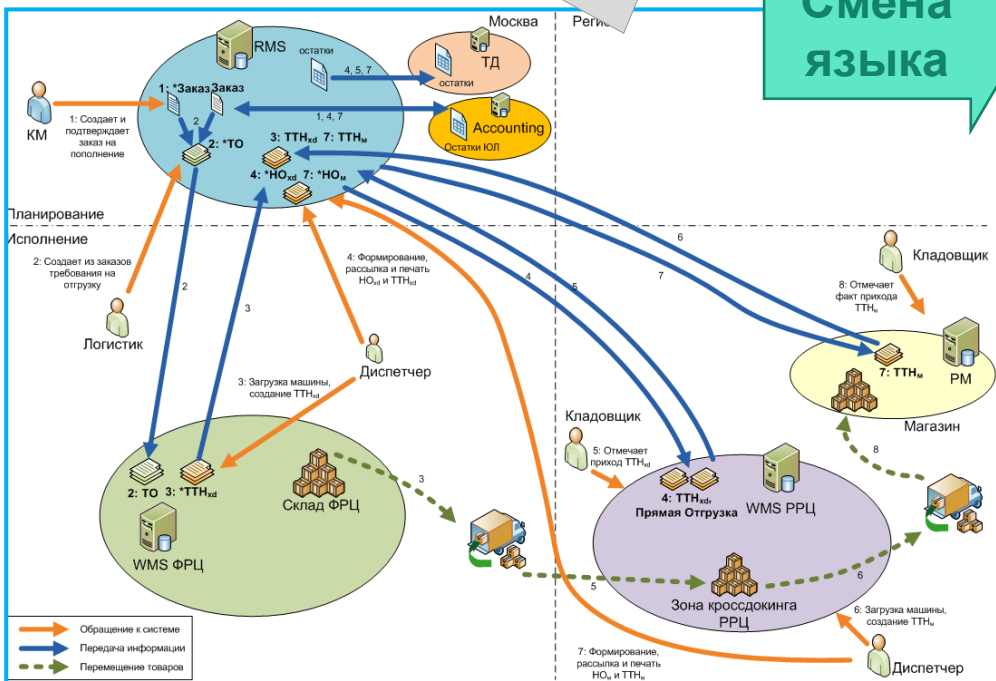 Смена
языка
Москва
Реги
RMS
остатки
ТД
остатки
4, 5, 7
1: *Заказ Заказ
КМ
1: Создает и
подтверждает
заказ на
пополнение
2
2: *ТО
1, 4, 7
Accounting
Остатки ЮЛ
3: ТТНxd 7: ТТНм
4: *НОxd 7: *НОм
Планирование
Исполнение
2: Создает из заказов
требования на
отгрузку
Логистик
2
3
4: Формирование,
рассылка и печать
НОxd и ТТНxd
Диспетчер
3: Загрузка машины,
создание ТТНxd
4
5
6
7
Кладовщик
8: Отмечает
факт прихода
ТТНм
7: ТТНм
РМ
Магазин
8
Кладовщик
5: Отмечает
приход ТТНxd
4: ТТНxd,
Прямая Отгрузка
WMS РРЦ
2: ТО 3: *ТТНxd
WMS ФРЦ
Склад ФРЦ
3
5
Зона кроссдокинга
РРЦ
6
6: Загрузка машины,
создание ТТНм
Диспетчер
7: Формирование,
рассылка и печать
НОм и ТТНм
Обращение к системе
Передача информации
Перемещение товаров